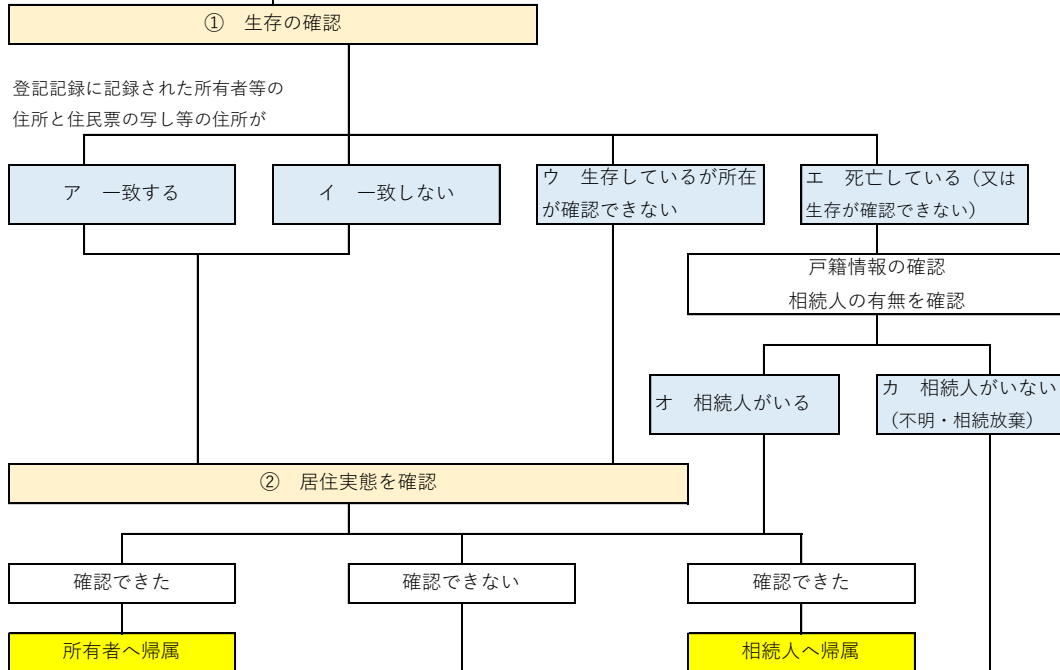 ① 生存の確認
登記記録に記録された所有者等の
住所と住民票の写し等の住所が
ア 一致する
イ 一致しない
ウ 生存しているが所在
が確認できない
エ 死亡している（又は
生存が確認できない）
戸籍情報の確認
相続人の有無を確認
オ 相続人がいる
カ 相続人がいない
（不明・相続放棄）
② 居住実態を確認
確認できた
確認できない
確認できた
所有者へ帰属
相続人へ帰属